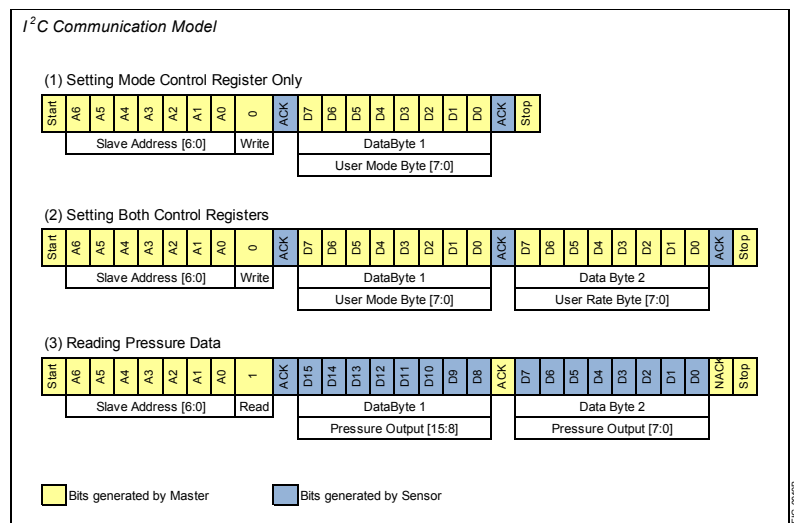 I²C Communication Model
(1) Setting Mode Control Register Only
Start A6 A5 A4 A3 A2 A1 A0 0 ACK D7 D6 D5 D4 D3 D2 D1 D0 ACK Stop
Slave Address [6:0] Write DataByte 1
User Mode Byte [7:0]
(2) Setting Both Control Registers
Start A6 A5 A4 A3 A2 A1 A0 0 ACK D7 D6 D5 D4 D3 D2 D1 D0 ACK D7 D6 D5 D4 D3 D2 D1 D0 ACK Stop
Slave Address [6:0] Write DataByte 1 Data Byte 2
User Mode Byte [7:0] User Rate Byte [7:0]
(3) Reading Pressure Data
Start A6 A5 A4 A3 A2 A1 A0 1 ACK D15 D14 D13 D12 D11 D10 D9 D8 ACK D7 D6 D5 D4 D3 D2 D1 D0 NACK Stop
Slave Address [6:0] Read DataByte 1 Data Byte 2
Pressure Output [15:8] Pressure Output [7:0]
Bits generated by Master Bits generated by Sensor